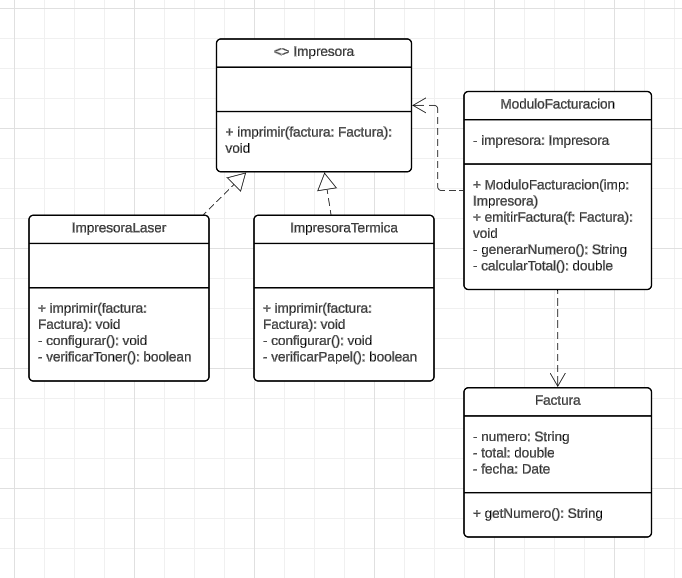 <> Impresora
+ imprimir(factura: Factura):
void
ModuloFacturacion
- impresora: Impresora
+ ModuloFacturacion(imp:
Impresora)
+ emitirFactura(f: Factura):
void
- generarNumero(): String
- calcularTotal(): double
ImpresoraLaser
+ imprimir(factura:
Factura): void
- configurar(): void
- verificarToner(): boolean
ImpresoraTermica
+ imprimir(factura:
Factura): void
- configurar(): void
- verificarPapel(): boolean
Factura
- numero: String
- total: double
- fecha: Date
+ getNumero(): String